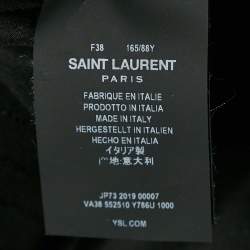 F38 165/88Y
SAINT LAURENT
PARIS
FABRIQUE EN ITALIE
PRODOTTO IN ITALIA
MADE IN ITALY
HERGESTELLT IN ITALIEN
HECHO EN ITALIA
イタリア製
地:意大利
JP73 2019 00007
VA38 552510 Y786U 1000
YSL.COM